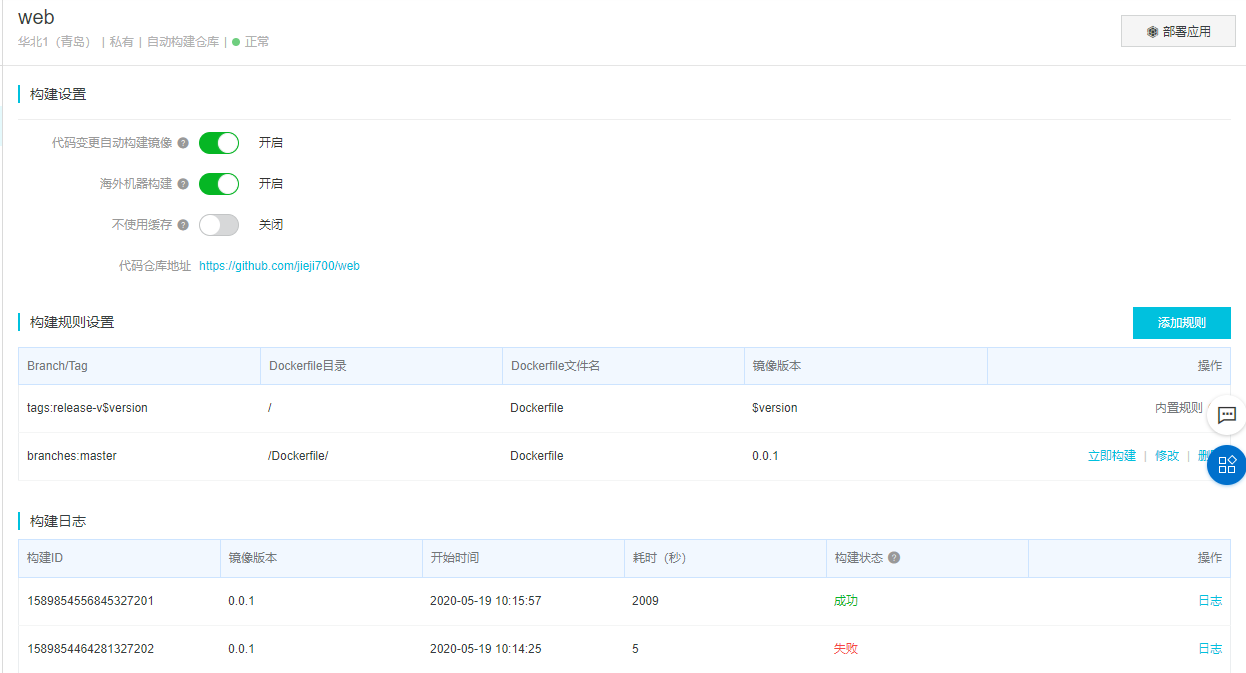 web
华北1（青岛） | 私有 | 自动构建仓库 | 正常
部署应用
构建设置
代码变更自动构建镜像 ? 开启
海外机器构建 ? 开启
不使用缓存 ? 关闭
代码仓库地址 https://github.com/jieji700/web
构建规则设置
添加规则
Branch/Tag Dockerfile目录 Dockerfile文件名 镜像版本 操作
tags:release-v$version / Dockerfile $version 内置规则
branches:master /Dockerfile/ Dockerfile 0.0.1 立即构建 | 修改 |
构建日志
构建ID 镜像版本 开始时间 耗时（秒） 构建状态 ? 操作
1589854556845327201 0.0.1 2020-05-19 10:15:57 2009 成功 日志
1589854464281327202 0.0.1 2020-05-19 10:14:25 5 失败 日志